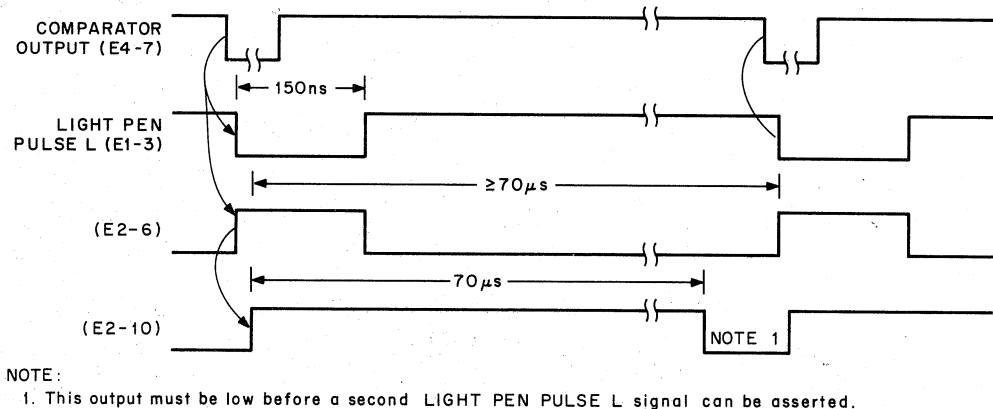 COMPARATOR
OUTPUT (E4-7)
150ns
LIGHT PEN
PULSE L (E1-3)
≥70μs
(E2-6)
70μs
(E2-10)
NOTE 1
NOTE:
1. This output must be low before a second LIGHT PEN PULSE L signal can be asserted.